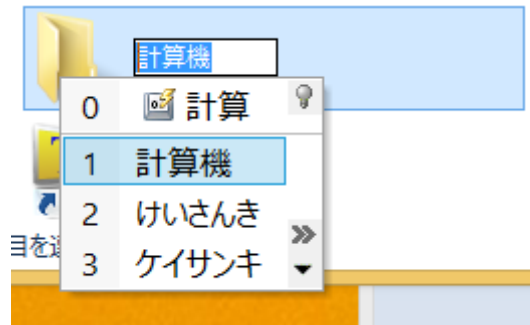 計算機
0 計算
1 計算機
2 けいさんき
3 ケイサンキ
目を